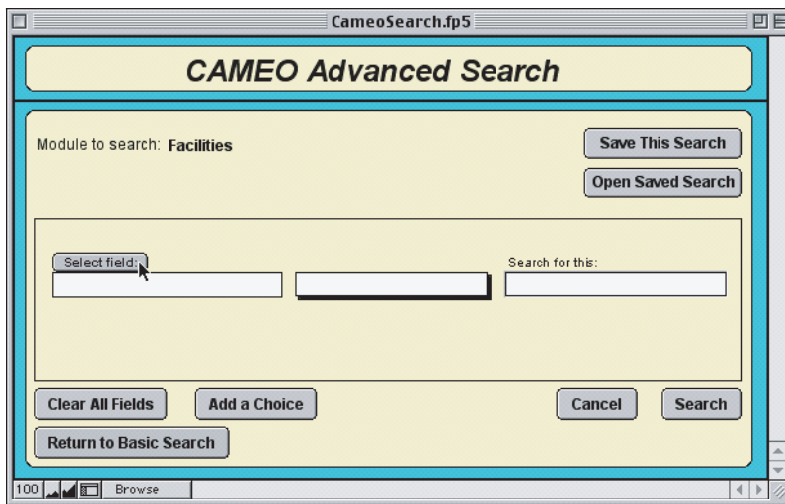 CameoSearch.fp5
CAMEO Advanced Search
Module to search: Facilities
Save This Search
Open Saved Search
Select field:
Search for this:
Clear All Fields
Add a Choice
Cancel
Search
Return to Basic Search
100
Browse